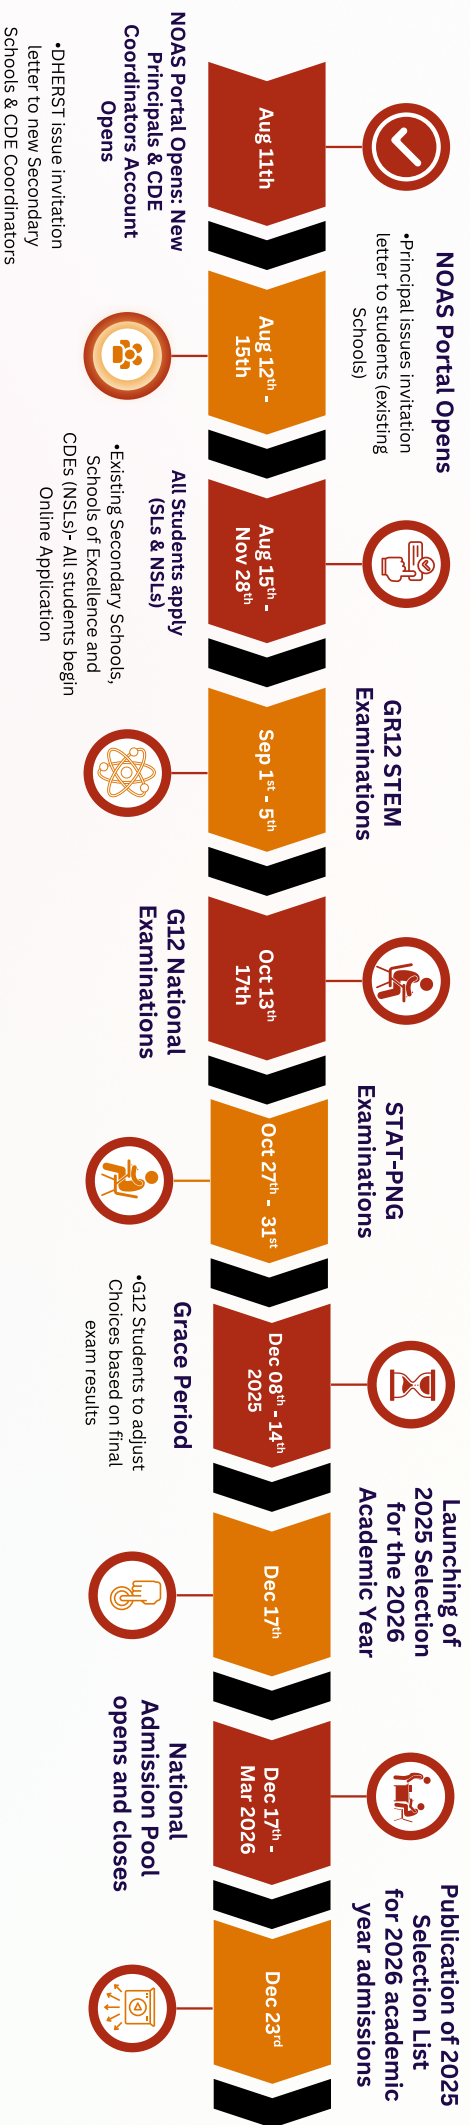 NOAS Portal Opens: New
Principals & CDE
Coordinators Account
Opens
•DHERST issue invitation
letter to new Secondary
Schools & CDE Coordinators
Aug 11th
NOAS Portal Opens
•Principal issues invitation
letter to students (existing
Schools)
Aug 12th -
15th
All Students apply
(SLs & NSLs)
•Existing Secondary Schools,
Schools of Excellence and
CDEs (NSLs)- All students begin
Online Application
Aug 15th -
Nov 28th
GR12 STEM
Examinations
Sep 1st - 5th
G12 National
Examinations
Oct 13th
17th
STAT-PNG
Examinations
Oct 27th - 31st
Grace Period
•G12 Students to adjust
Choices based on final
exam results
Dec 08th -14th
2025
Launching of
2025 Selection
for the 2026
Academic Year
Dec 17th
National
Admission Pool
opens and closes
Dec 17th -
Mar 2026
Publication of 2025
Selection List
for 2026 academic
year admissions
Dec 23rd